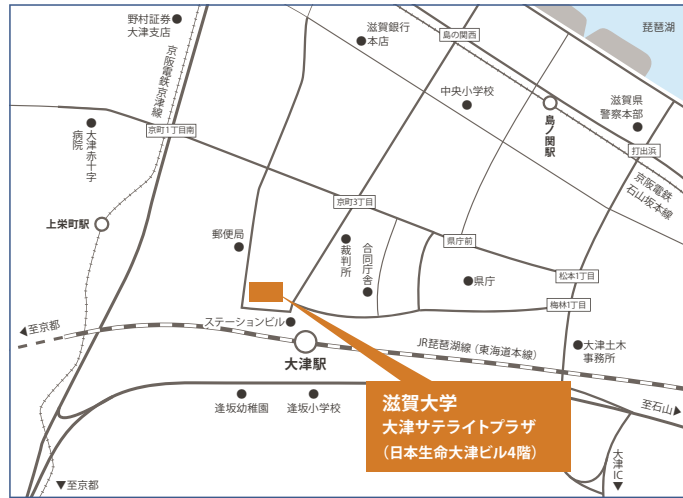 野村証券
大津支店
京阪電鉄京津線
滋賀銀行
本店
島の関西
琵琶湖
中央小学校
島ノ関駅
滋賀県
警察本部
打出浜
京阪電鉄
石山坂本線
大津赤十字
病院
京町1丁目南
上栄町駅
京町3丁目
郵便局
裁判所
合同庁舎
県庁前
県庁
松本1丁目
梅林1丁目
ステーションビル
大津駅
JR琵琶湖線（東海道本線）
大津土木
事務所
◀至京都
滋賀大学
大津サテライトプラザ
（日本生命大津ビル4階）
逢坂幼稚園
逢坂小学校
至石山▶
大津IC▼
▼至京都